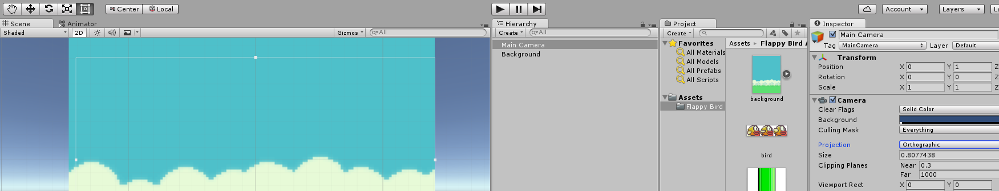 Center Local Account Layers La
Scene Animator Hierarchy Project Inspector
Shaded 2D Gizmos All
Create All
Main Camera
Background
Create
Favorites
All Materials
All Models
All Prefabs
All Scripts
Assets
Flappy Bird
Assets Flappy Bird A
background
bird
Main Camera
Tag MainCamera Layer Default
Transform
Position X 0 Y 1 Z
Rotation X 0 Y 0 Z
Scale X 1 Y 1 Z
Camera
Clear Flags Solid Color
Background
Culling Mask Everything
Projection Orthographic
Size 0.8077438
Clipping Planes Near 0.3
Far 1000
Viewport Rect X 0 Y 0